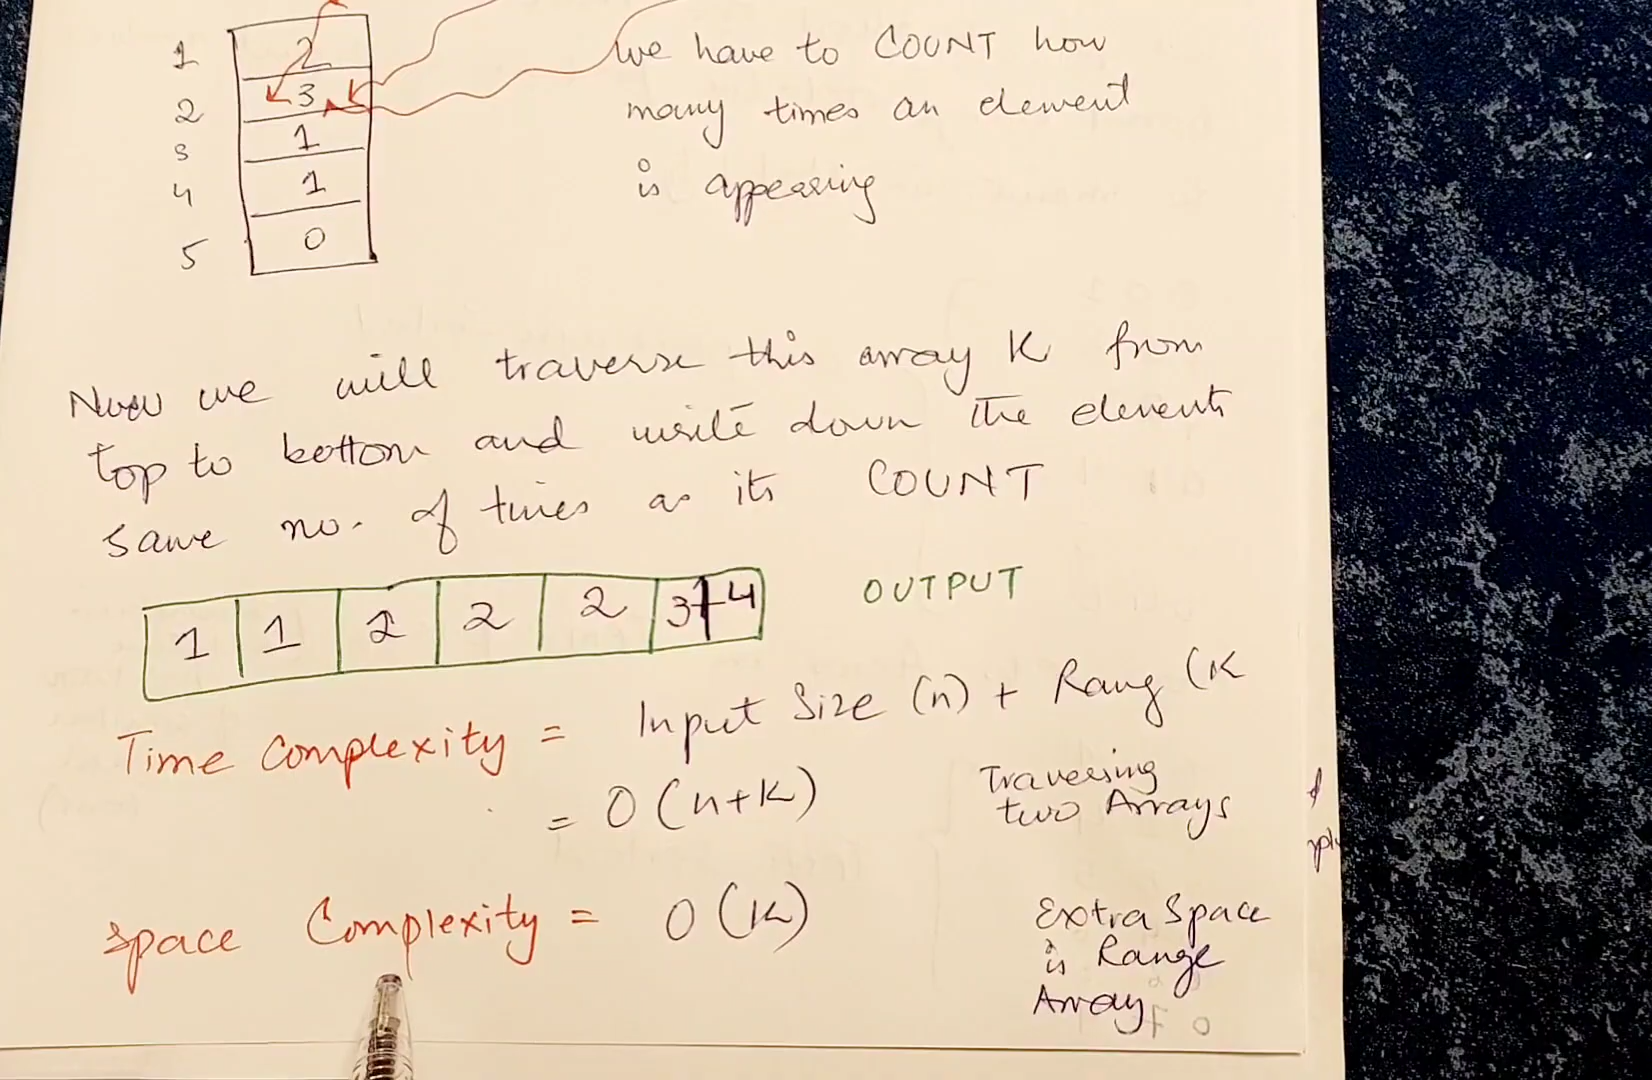 1 2
we have to COUNT how
2 3
many times an element
3 1
is appearing
4 1
5 0
Now we will traverse this array K from
top to bottom and write down the elements
same no. of times as its COUNT
1 1 2 2 2 3 4 OUTPUT
Time Complexity = Input Size (n) + Rang (K
= O (n+K)
Traversing
two Arrays
Space Complexity = O (K)
Extra Space
is Range
Array